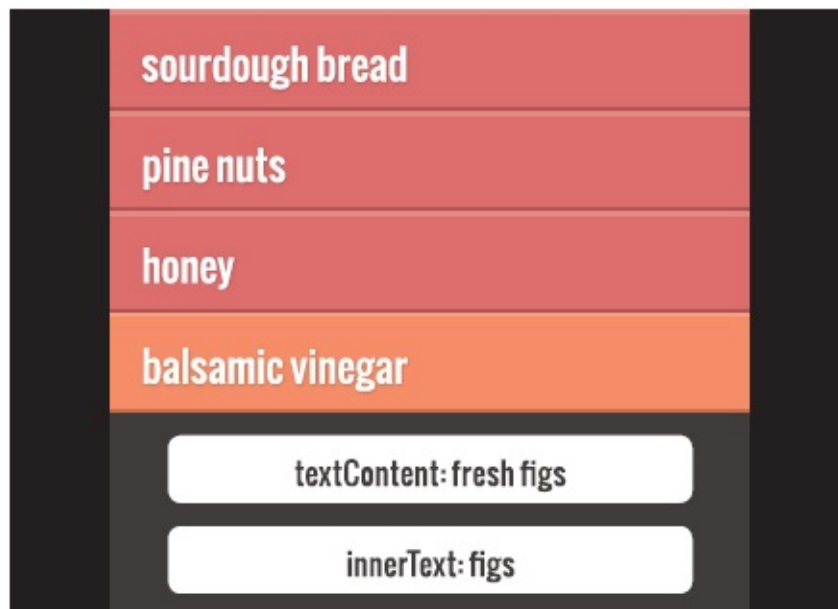 sourdough bread
pine nuts
honey
balsamic vinegar
textContent: fresh figs
innerText: figs